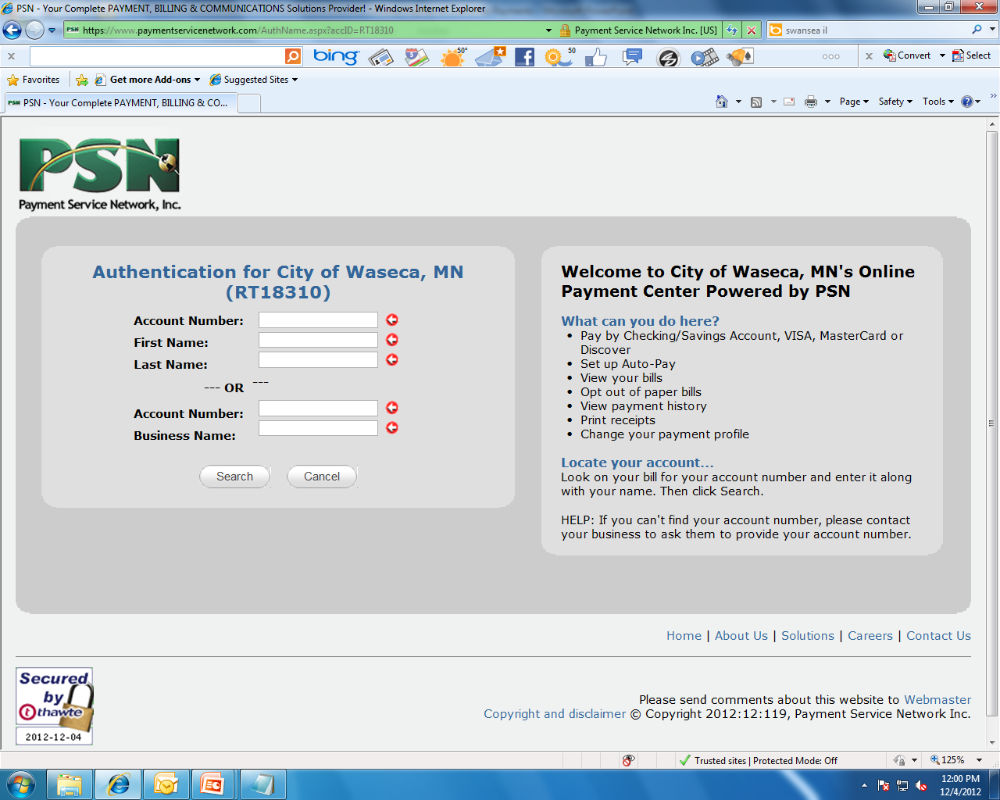 PSN - Your Complete PAYMENT, BILLING & COMMUNICATIONS Solutions Provider! - Windows Internet Explorer
PSN https://www.paymentservicenetwork.com/AuthName.aspx?accID=RT18310 Payment Service Network Inc. [US] swansea il
x bing 50° 50 x Convert Select
Favorites Get more Add-ons Suggested Sites
PSN PSN - Your Complete PAYMENT, BILLING & CO... Page Safety Tools
PSN
Payment Service Network, Inc.
Authentication for City of Waseca, MN
(RT18310)
Account Number:
First Name:
Last Name:
--- OR ---
Account Number:
Business Name:
Search Cancel
Welcome to City of Waseca, MN's Online
Payment Center Powered by PSN
What can you do here?
• Pay by Checking/Savings Account, VISA, MasterCard or
Discover
• Set up Auto-Pay
• View your bills
• Opt out of paper bills
• View payment history
• Print receipts
• Change your payment profile
Locate your account...
Look on your bill for your account number and enter it along
with your name. Then click Search.
HELP: If you can't find your account number, please contact
your business to ask them to provide your account number.
Home | About Us | Solutions | Careers | Contact Us
Secured
by
thawte
2012-12-04
Please send comments about this website to Webmaster
Copyright and disclaimer © Copyright 2012:12:119, Payment Service Network Inc.
Trusted sites | Protected Mode: Off 125%
12:00 PM
12/4/2012